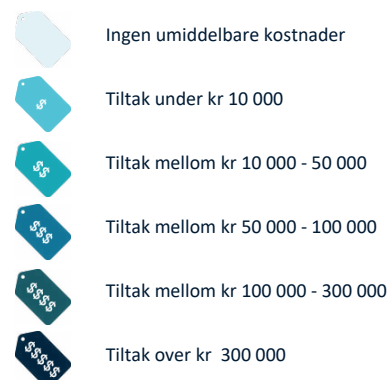 Ingen umiddelbare kostnader
$
Tiltak under kr 10 000
$$
Tiltak mellom kr 10 000 - 50 000
$$$
Tiltak mellom kr 50 000 - 100 000
$$$$
Tiltak mellom kr 100 000 - 300 000
$$$$$
Tiltak over kr  300 000